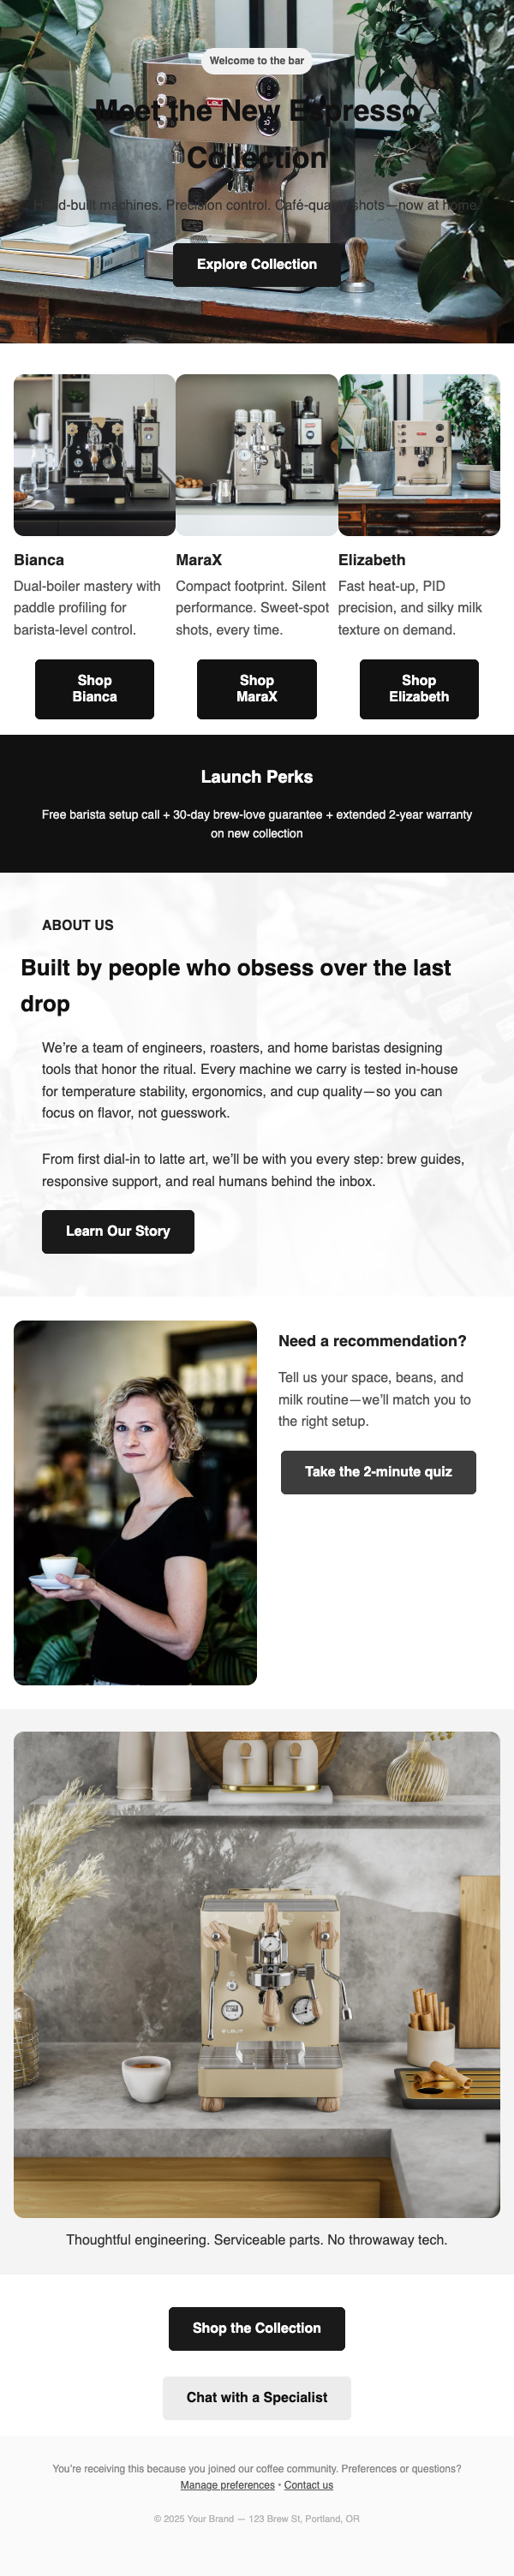 Welcome to the bar
Meet the New Espresso
Collection
Hand-built machines. Precision control. Café-quality shots—now at home.
Explore Collection
Bianca
Dual-boiler mastery with
paddle profiling for
barista-level control.
Shop
Bianca
MaraX
Compact footprint. Silent
performance. Sweet-spot
shots, every time.
Shop
MaraX
Elizabeth
Fast heat-up, PID
precision, and silky milk
texture on demand.
Shop
Elizabeth
Launch Perks
Free barista setup call + 30-day brew-love guarantee + extended 2-year warranty
on new collection
ABOUT US
Built by people who obsess over the last
drop
We’re a team of engineers, roasters, and home baristas designing
tools that honor the ritual. Every machine we carry is tested in-house
for temperature stability, ergonomics, and cup quality—so you can
focus on flavor, not guesswork.
From first dial-in to latte art, we’ll be with you every step: brew guides,
responsive support, and real humans behind the inbox.
Learn Our Story
Need a recommendation?
Tell us your space, beans, and
milk routine—we’ll match you to
the right setup.
Take the 2-minute quiz
Thoughtful engineering. Serviceable parts. No throwaway tech.
Shop the Collection
Chat with a Specialist
You’re receiving this because you joined our coffee community. Preferences or questions?
Manage preferences • Contact us
© 2025 Your Brand — 123 Brew St, Portland, OR